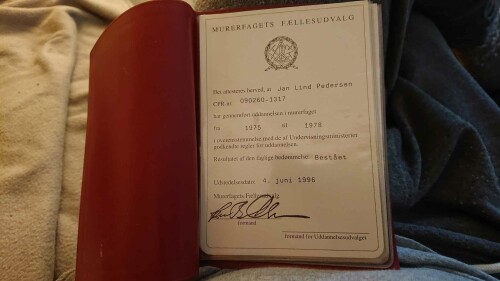 MURERFAGETS FÆLLESUDVALG
Det attesteres herved, at Jan Lind Pedersen
CPR-nr. 090260-1317
har gennemført uddannelsen i murerfaget
fra 1975 til 1978
i overensstemmelse med de af Undervisningsministeriet
godkendte regler for uddannelsen.
Resultatet af den faglige bedømmelse: Bestået
Udstedelsesdato: 4. juni 1996
Murerfagets Fællesudvalg
formand
formand for Uddannelsesudvalget